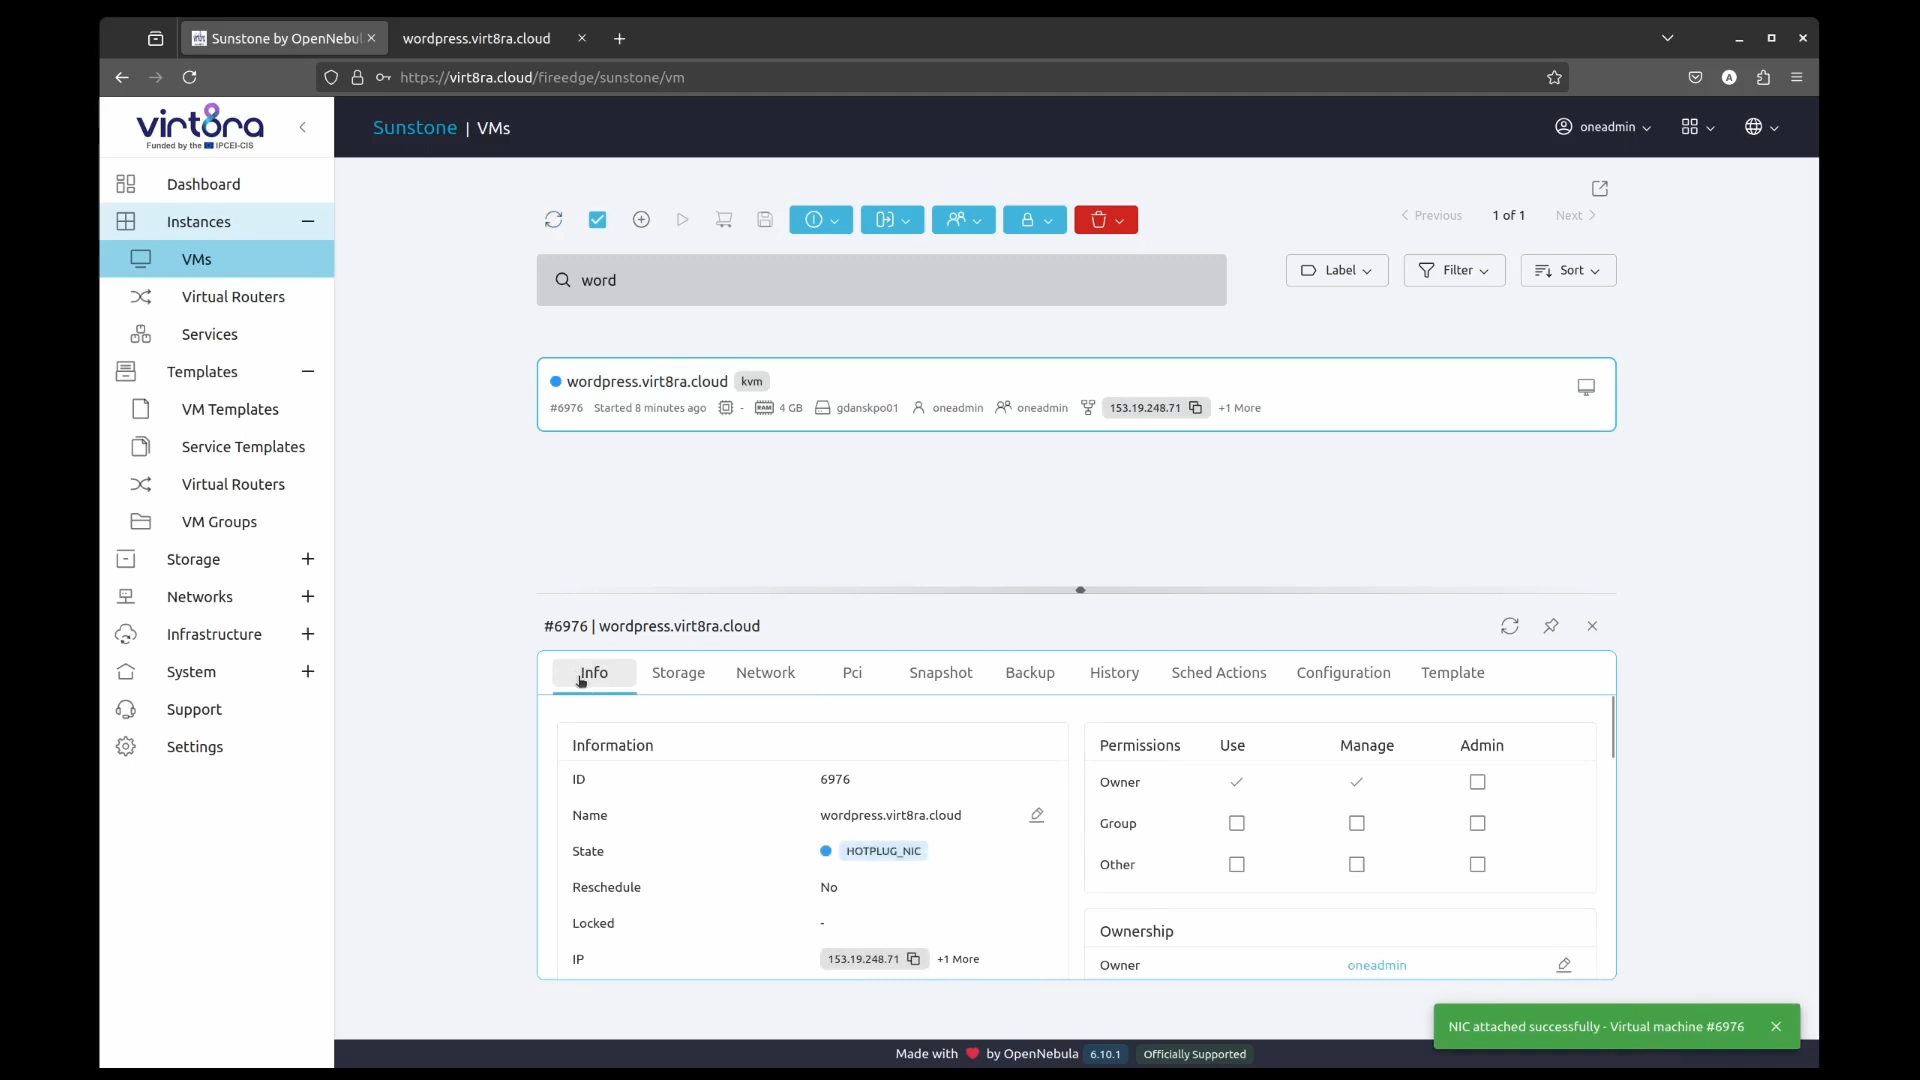 Sunstone by OpenNebul
wordpress.virt8ra.cloud
https://virt8ra.cloud/fireedge/sunstone/vm
A
virt8ra
Funded by the IPCEI-CIS
Sunstone | VMs
oneadmin
Dashboard
Instances
VMs
Virtual Routers
Services
Templates
VM Templates
Service Templates
Virtual Routers
VM Groups
Storage
Networks
Infrastructure
System
Support
Settings
Previous 1 of 1 Next
word
Label Filter Sort
wordpress.virt8ra.cloud kvm
#6976 Started 8 minutes ago - RAM 4 GB gdanskpo01 oneadmin oneadmin 153.19.248.71 +1 More
#6976 | wordpress.virt8ra.cloud
Info Storage Network Pci Snapshot Backup History Sched Actions Configuration Template
Information
ID 6976
Name wordpress.virt8ra.cloud
State HOTPLUG_NIC
Reschedule No
Locked -
IP 153.19.248.71 +1 More
Permissions Use Manage Admin
Owner
Group
Other
Ownership
Owner oneadmin
NIC attached successfully - Virtual machine #6976
Made with ❤ by OpenNebula 6.10.1 Officially Supported